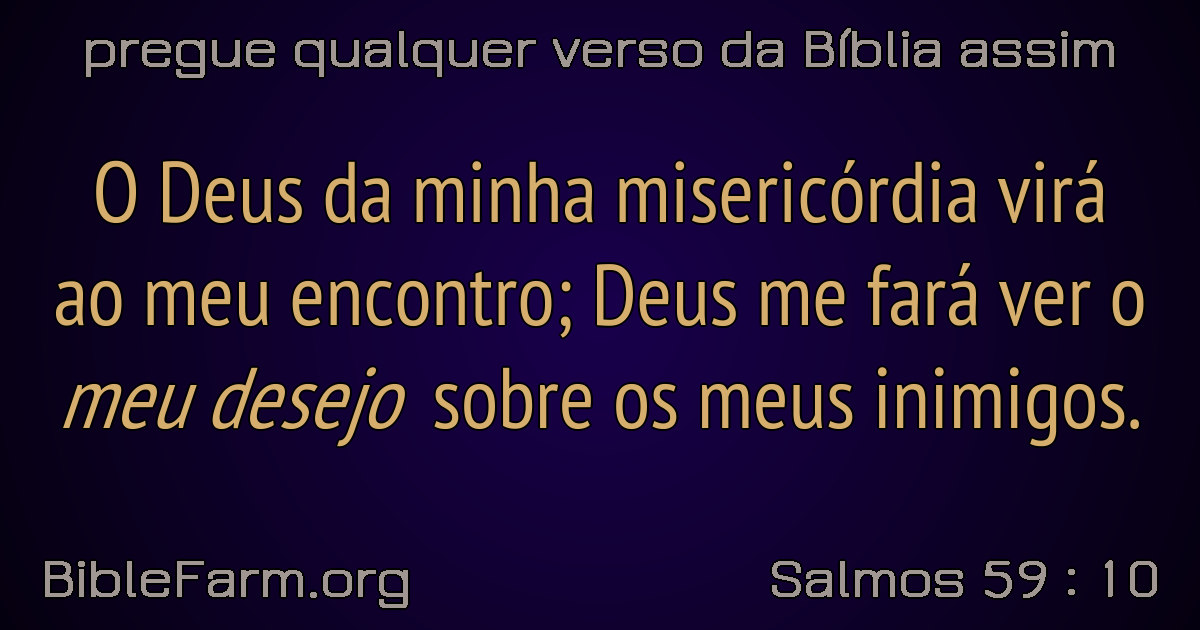 pregue qualquer verso da Bíblia assim
O Deus da minha misericórdia virá
ao meu encontro; Deus me fará ver o
meu desejo sobre os meus inimigos.
BibleFarm.org
Salmos 59 : 10